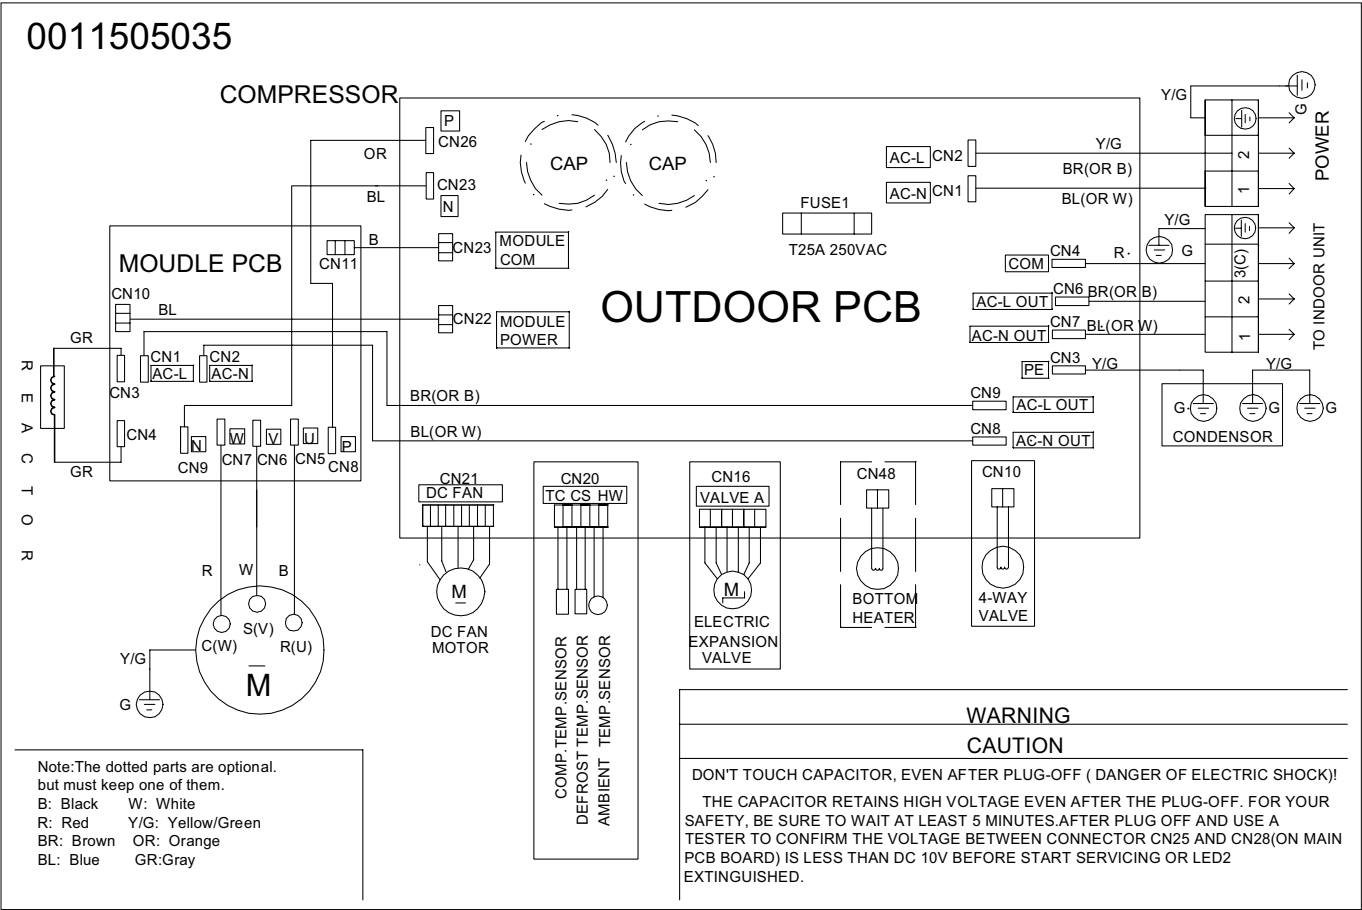 0011505035
COMPRESSOR
P
CN26
OR
CN23
BL
N
CAP
CAP
AC-L CN2
AC-N CN1
Y/G
BR(OR B)
BL(OR W)
FUSE1
T25A 250VAC
Y/G
G
2
1
POWER
MOUDLE PCB
CN11
B
CN23
MODULE
COM
CN10
BL
CN22
MODULE
POWER
OUTDOOR PCB
COM
CN4
R
Y/G
G
3(C)
AC-L OUT
CN6
BR(OR B)
2
AC-N OUT
CN7
BL(OR W)
1
TO INDOOR UNIT
PE
CN3
Y/G
Y/G
G
G
G
CONDENSOR
REACTOR
GR
CN3
CN1
AC-L
CN2
AC-N
CN4
GR
N
CN9
W
CN7
V
CN6
U
CN5
P
CN8
BR(OR B)
CN9
AC-L OUT
BL(OR W)
CN8
AC-N OUT
CN21
DC FAN
M
DC FAN
MOTOR
CN20
TC CS HW
COMP.TEMP.SENSOR
DEFROST TEMP.SENSOR
AMBIENT TEMP.SENSOR
CN16
VALVE A
M
ELECTRIC
EXPANSION
VALVE
CN48
BOTTOM
HEATER
CN10
4-WAY
VALVE
R
W
B
S(V)
C(W)
R(U)
M
Y/G
G
Note:The dotted parts are optional.
but must keep one of them.
B: Black W: White
R: Red Y/G: Yellow/Green
BR: Brown OR: Orange
BL: Blue GR:Gray
WARNING
CAUTION
DON'T TOUCH CAPACITOR, EVEN AFTER PLUG-OFF ( DANGER OF ELECTRIC SHOCK)!
THE CAPACITOR RETAINS HIGH VOLTAGE EVEN AFTER THE PLUG-OFF. FOR YOUR
SAFETY, BE SURE TO WAIT AT LEAST 5 MINUTES.AFTER PLUG OFF AND USE A
TESTER TO CONFIRM THE VOLTAGE BETWEEN CONNECTOR CN25 AND CN28(ON MAIN
PCB BOARD) IS LESS THAN DC 10V BEFORE START SERVICING OR LED2
EXTINGUISHED.